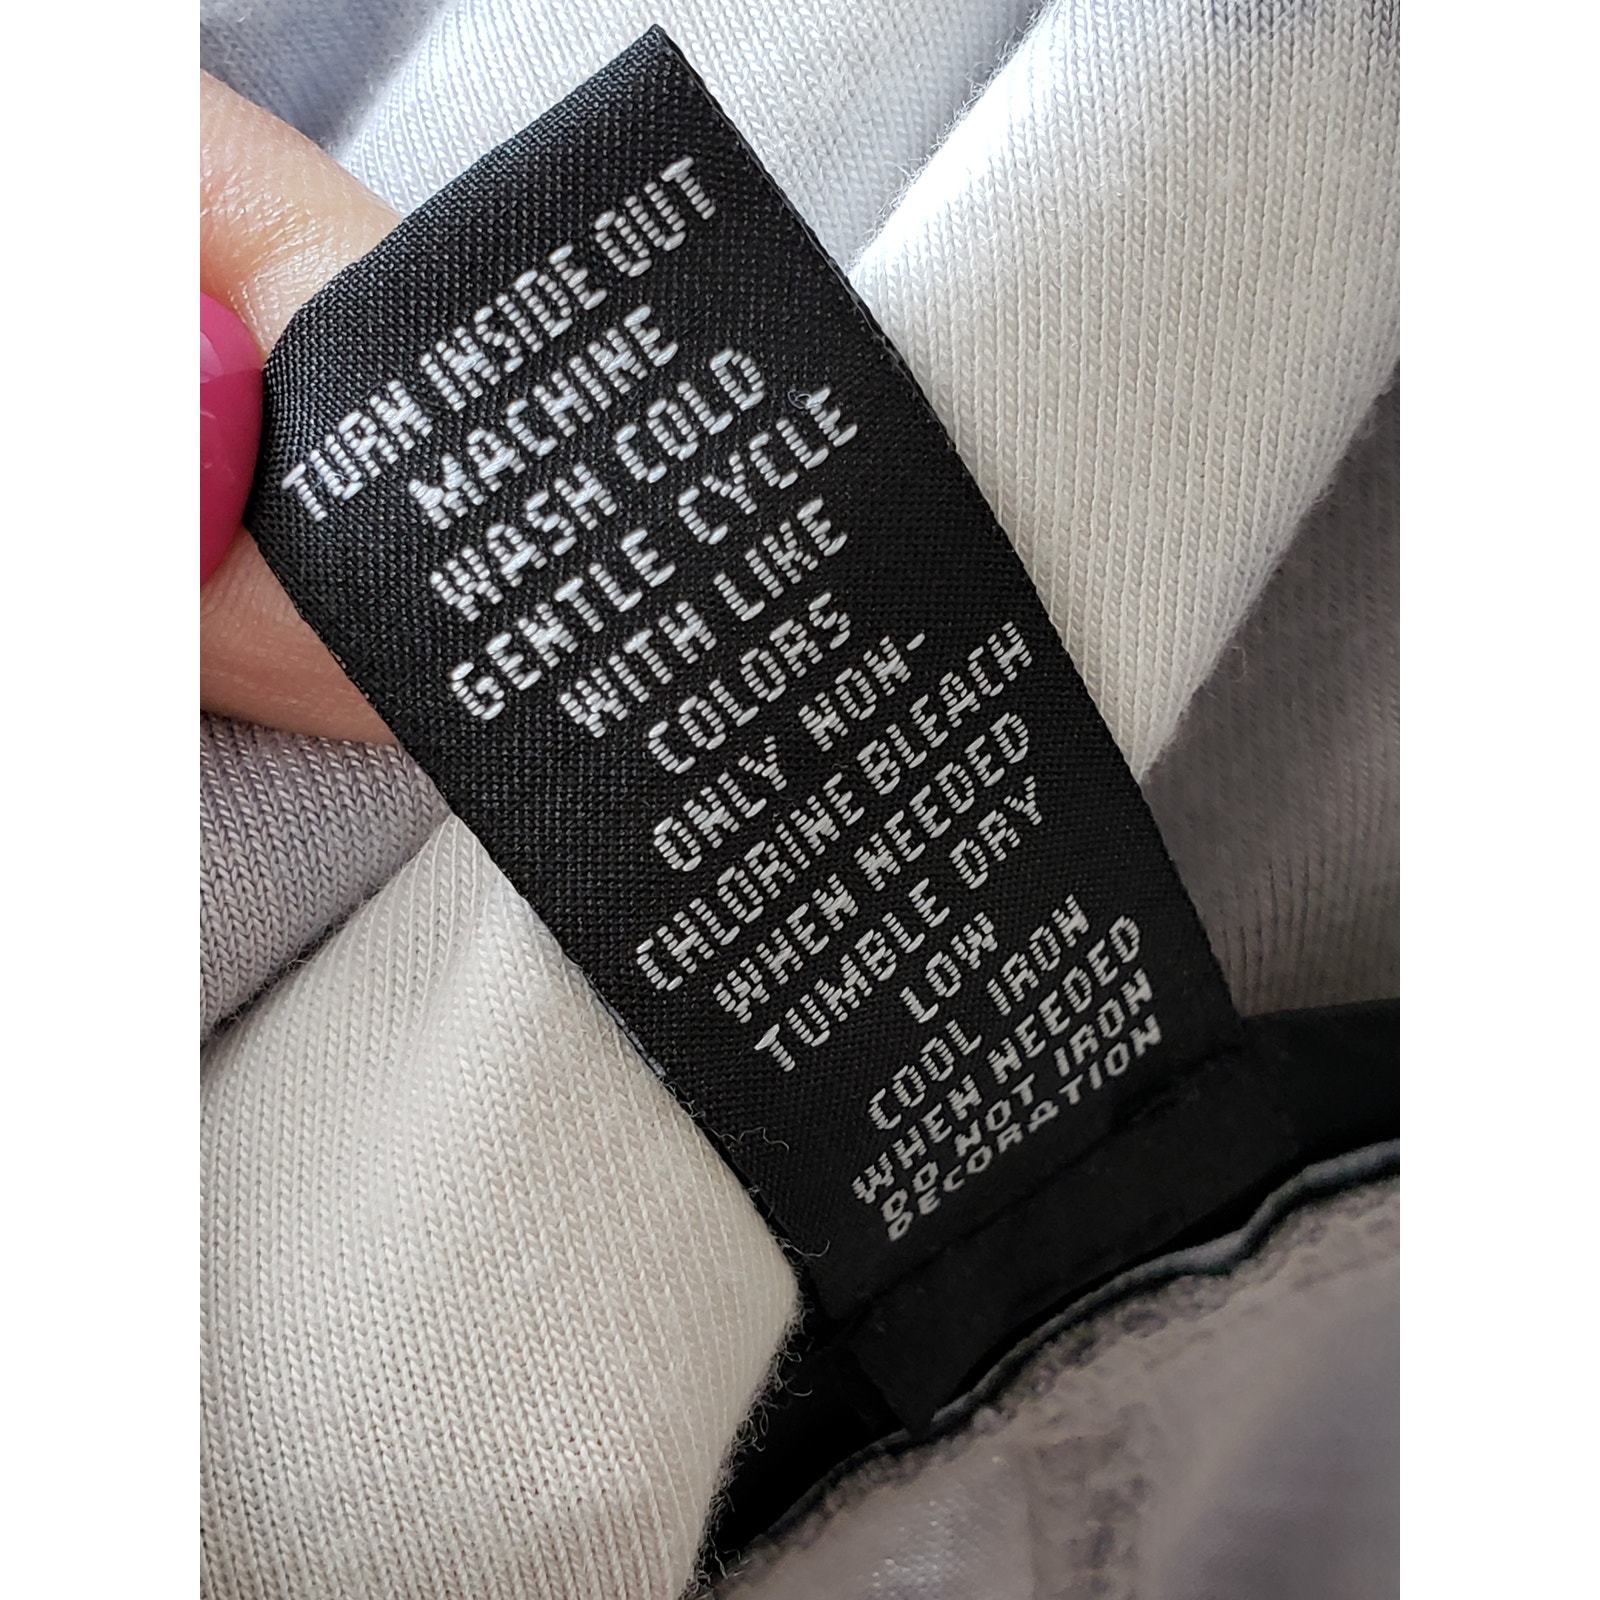 TURN INSIDE OUT
MACHINE
WASH COLD
GENTLE CYCLE
WITH LIKE
COLORS
ONLY NON-
CHLORINE BLEACH
WHEN NEEDED
TUMBLE DRY
LOW
COOL IRON
WHEN NEEDED
DO NOT IRON
DECORATION